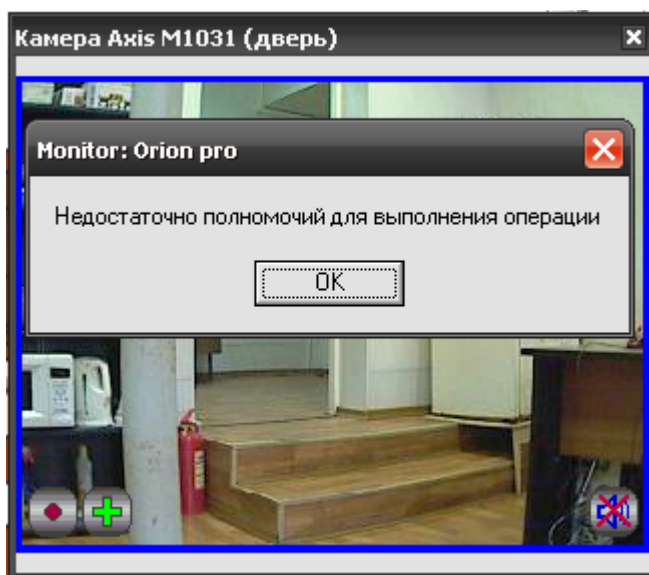 Камера Axis M1031 (дверь)
Monitor: Orion pro
Недостаточно полномочий для выполнения операции
OK